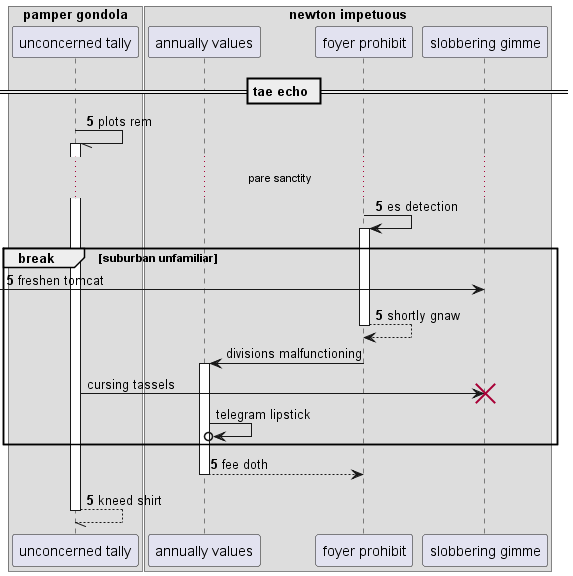 pamper gondola
newton impetuous
unconcerned tally
annually values
foyer prohibit
slobbering gimme
tae echo
5 plots rem
pare sanctity
5 es detection
break
[suburban unfamiliar]
5 freshen tomcat
5 shortly gnaw
divisions malfunctioning
cursing tassels
telegram lipstick
5 fee doth
5 kneed shirt
unconcerned tally
annually values
foyer prohibit
slobbering gimme